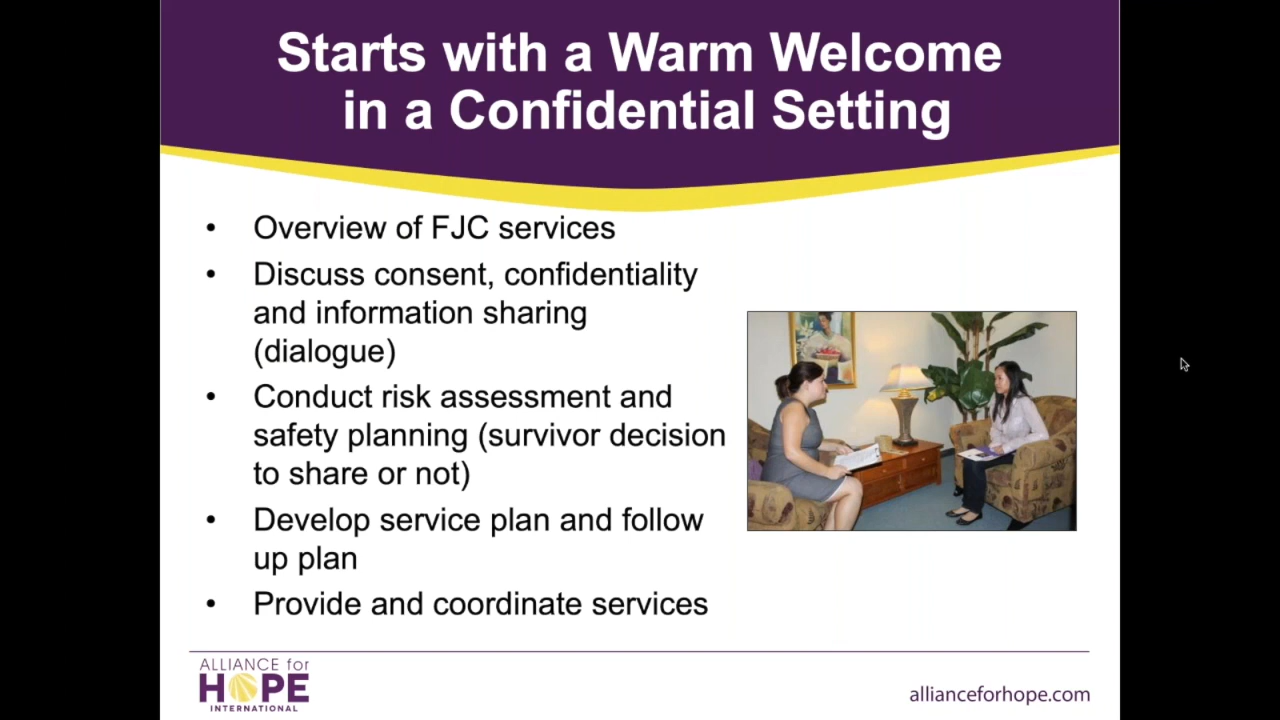 Starts with a Warm Welcome
in a Confidential Setting
• Overview of FJC services
• Discuss consent, confidentiality
and information sharing
(dialogue)
• Conduct risk assessment and
safety planning (survivor decision
to share or not)
• Develop service plan and follow
up plan
• Provide and coordinate services
ALLIANCE for
HOPE
INTERNATIONAL
allianceforhope.com